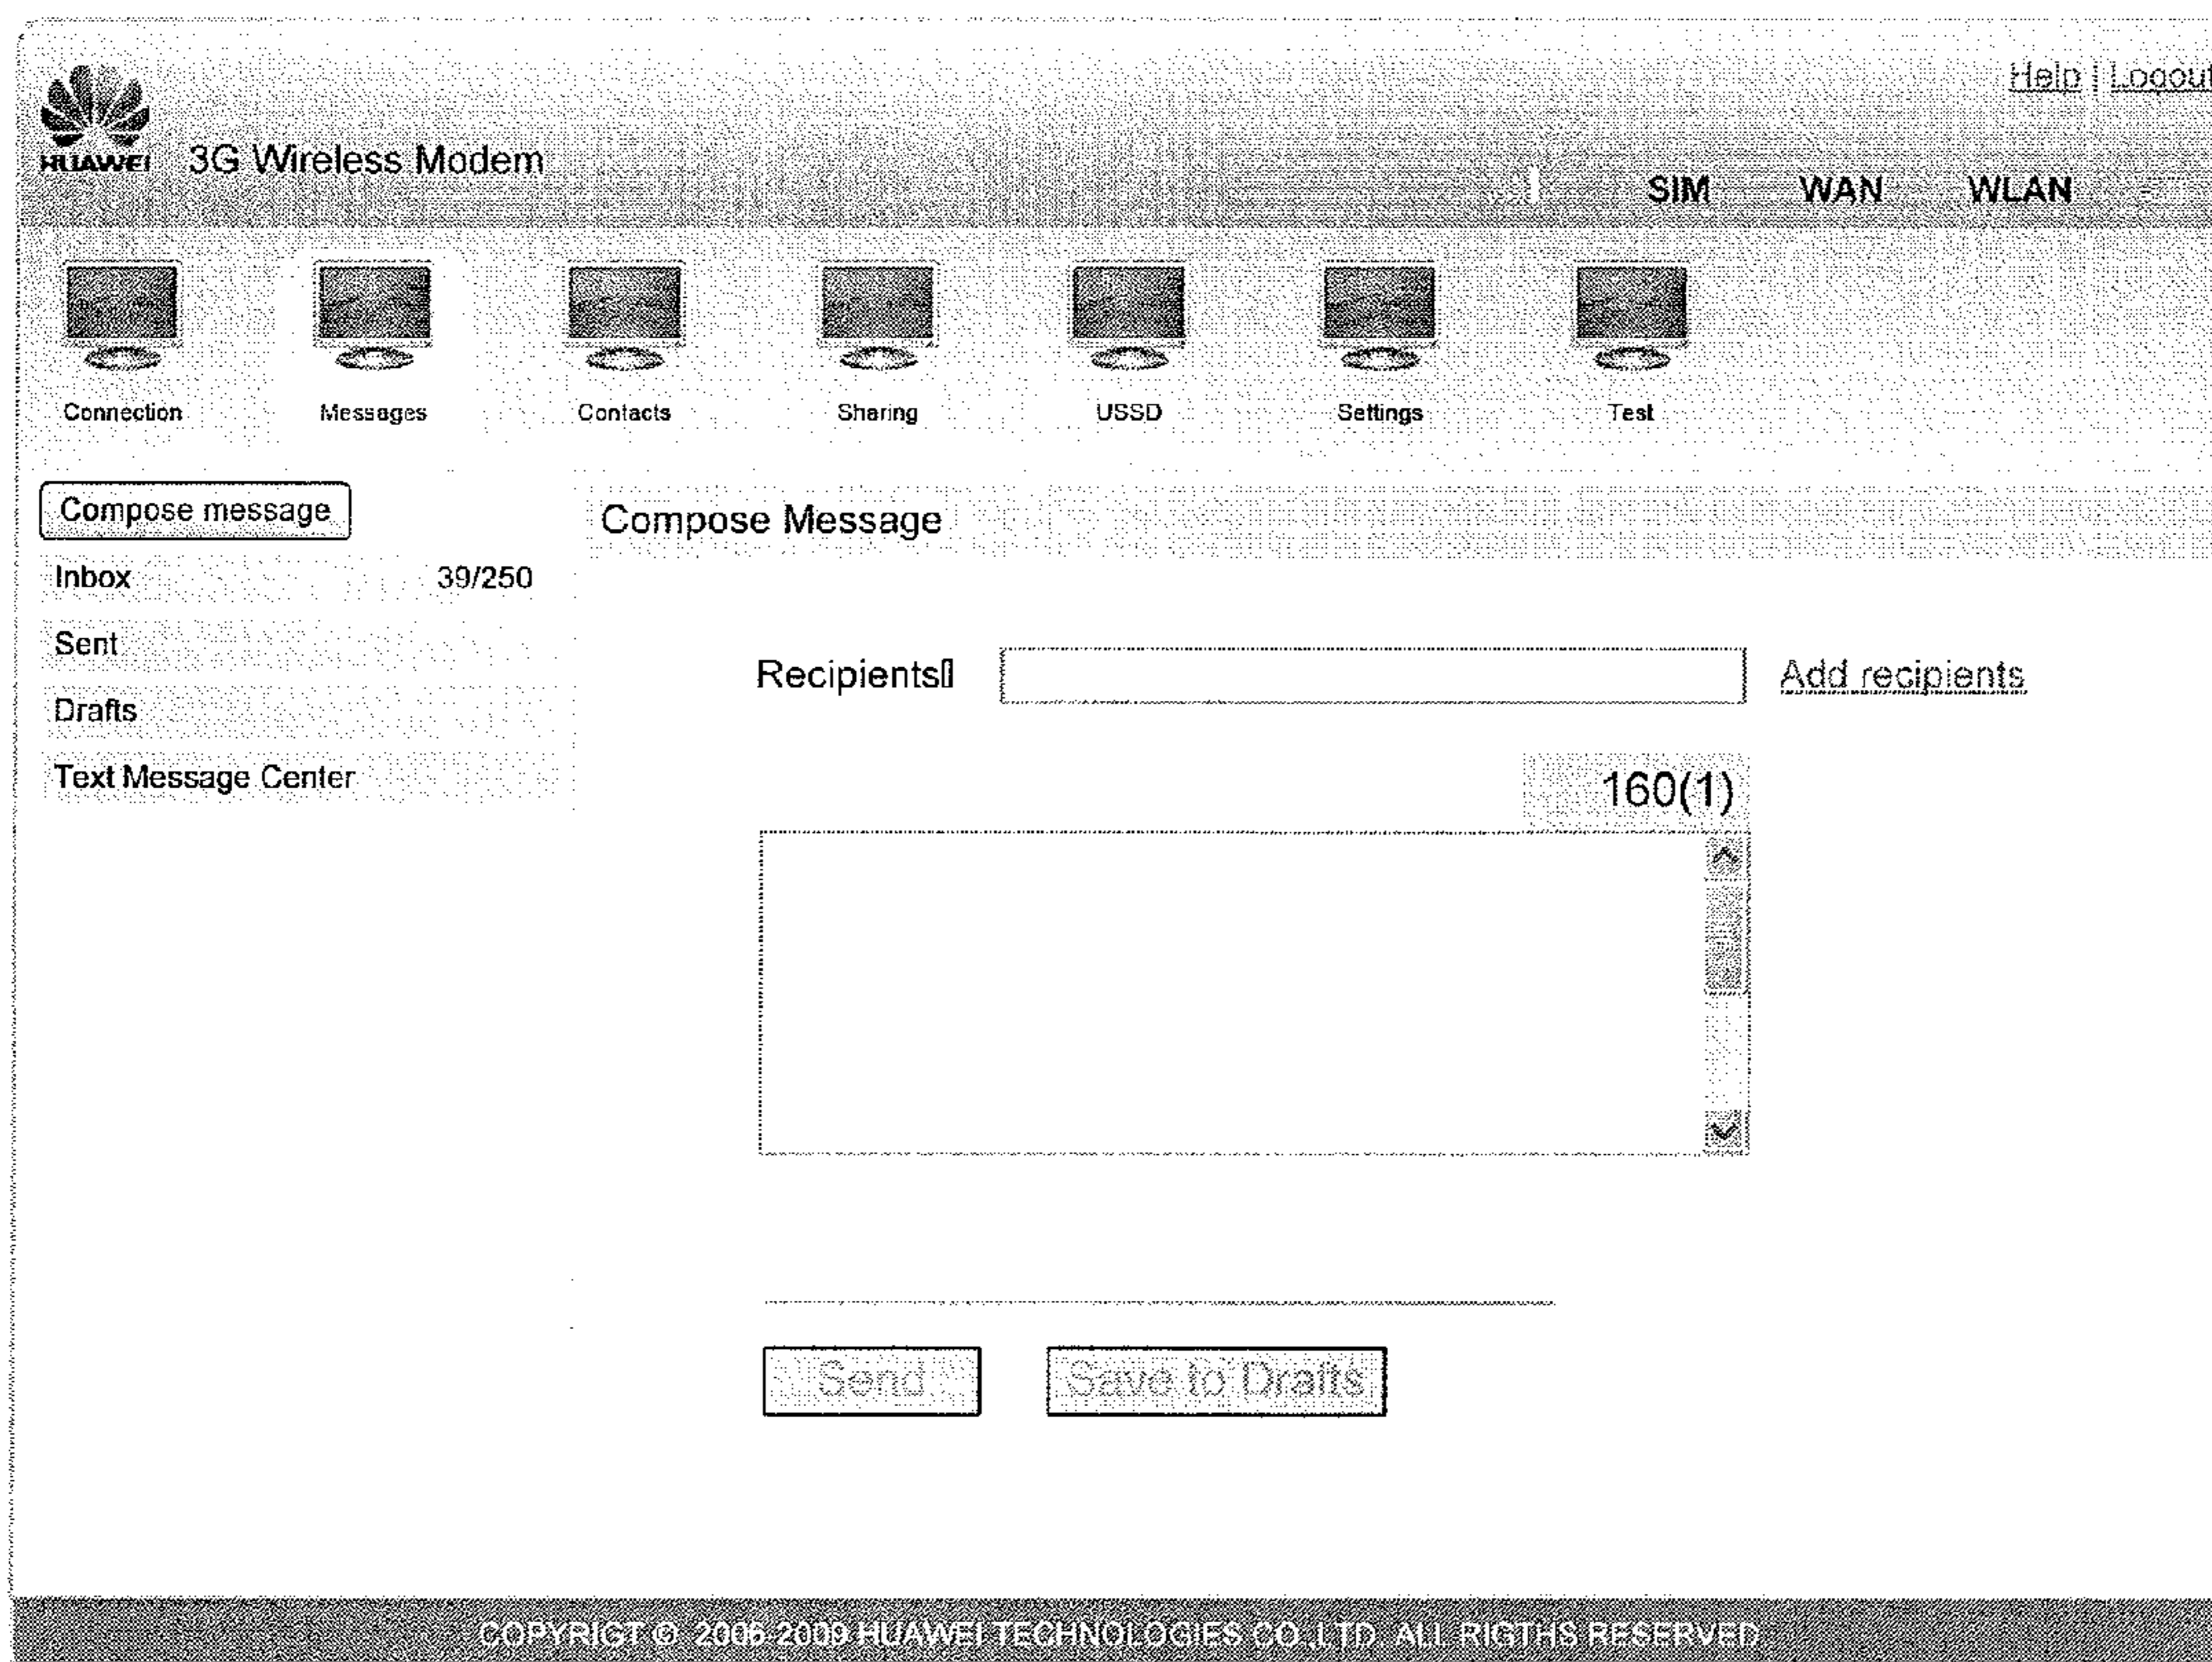 Help | Logout
HUAWEI
3G Wireless Modem
SIM WAN WLAN
Connection Messages Contacts Sharing USSD Settings Test
Compose message
Compose Message
Inbox 39/250
Sent
Recipients Add recipients
Drafts
Text Message Center
160(1)
Send Save to Drafts
COPYRIGT © 2006-2009 HUAWEI TECHNOLOGIES CO.,LTD. ALL RIGTHS RESERVED